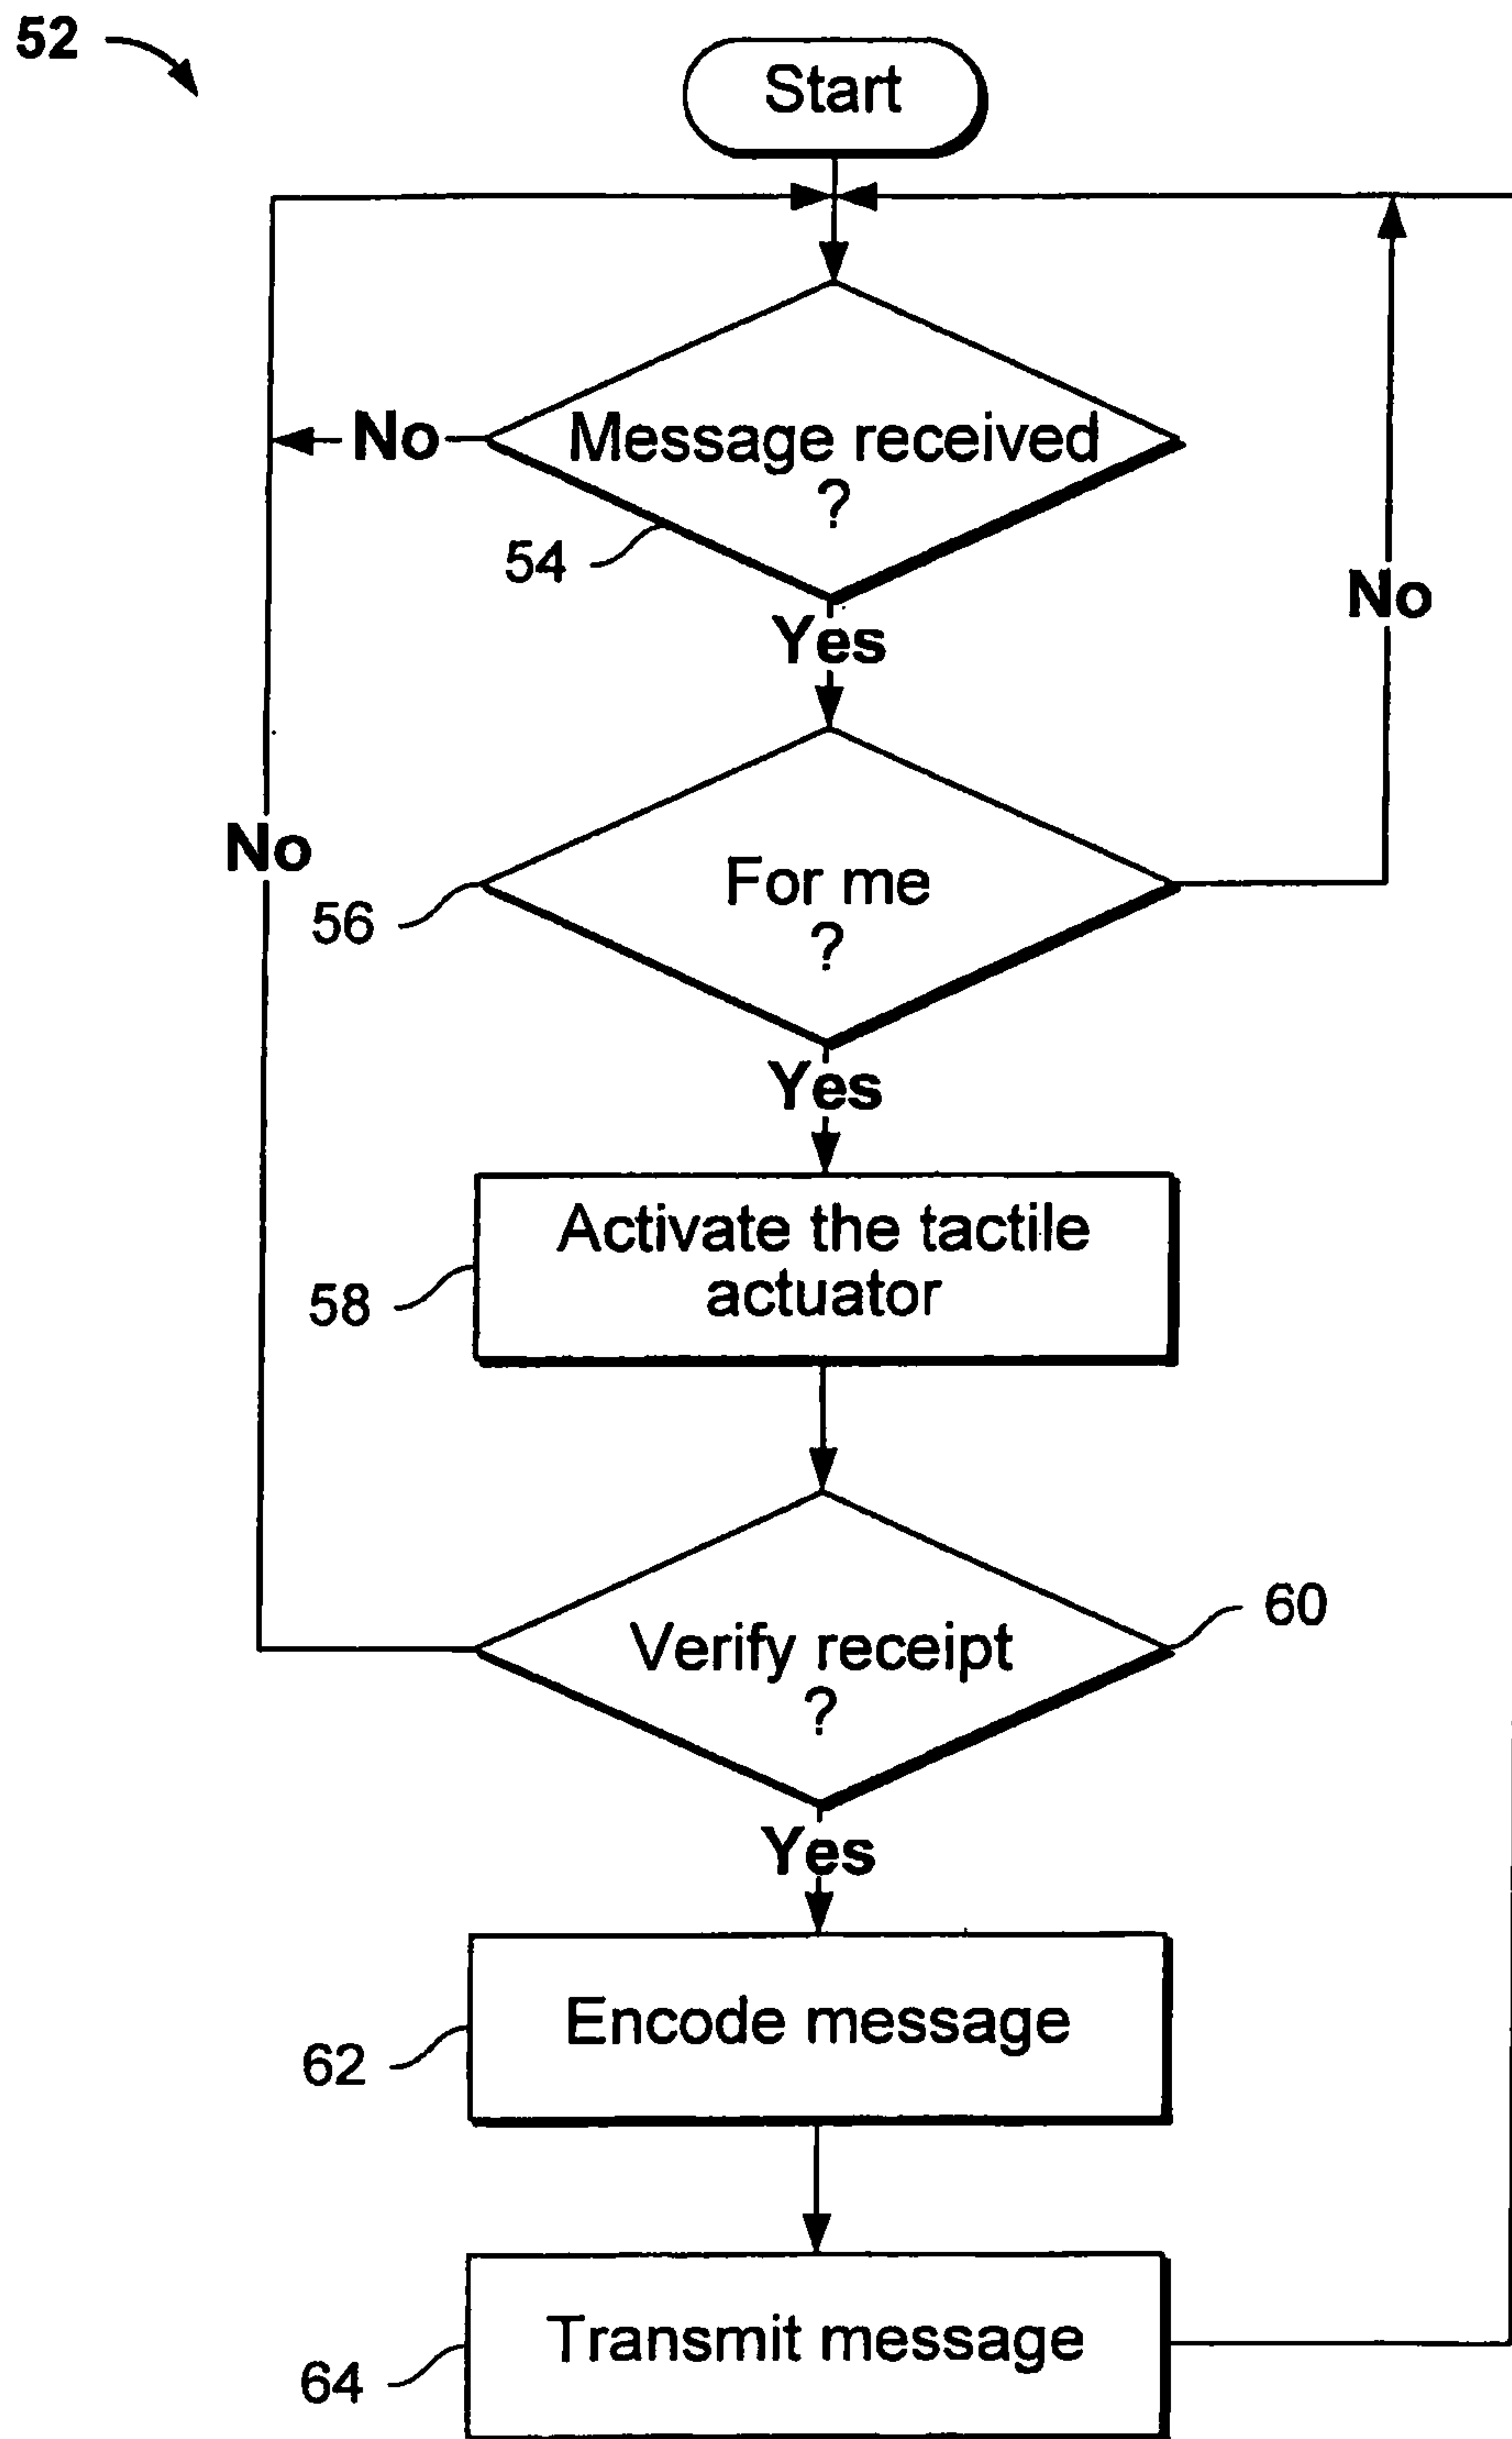 52
Start
No
Message received
?
54
Yes
No
No
For me
?
56
Yes
Activate the tactile
actuator
58
Verify receipt
?
60
Yes
Encode message
62
Transmit message
64